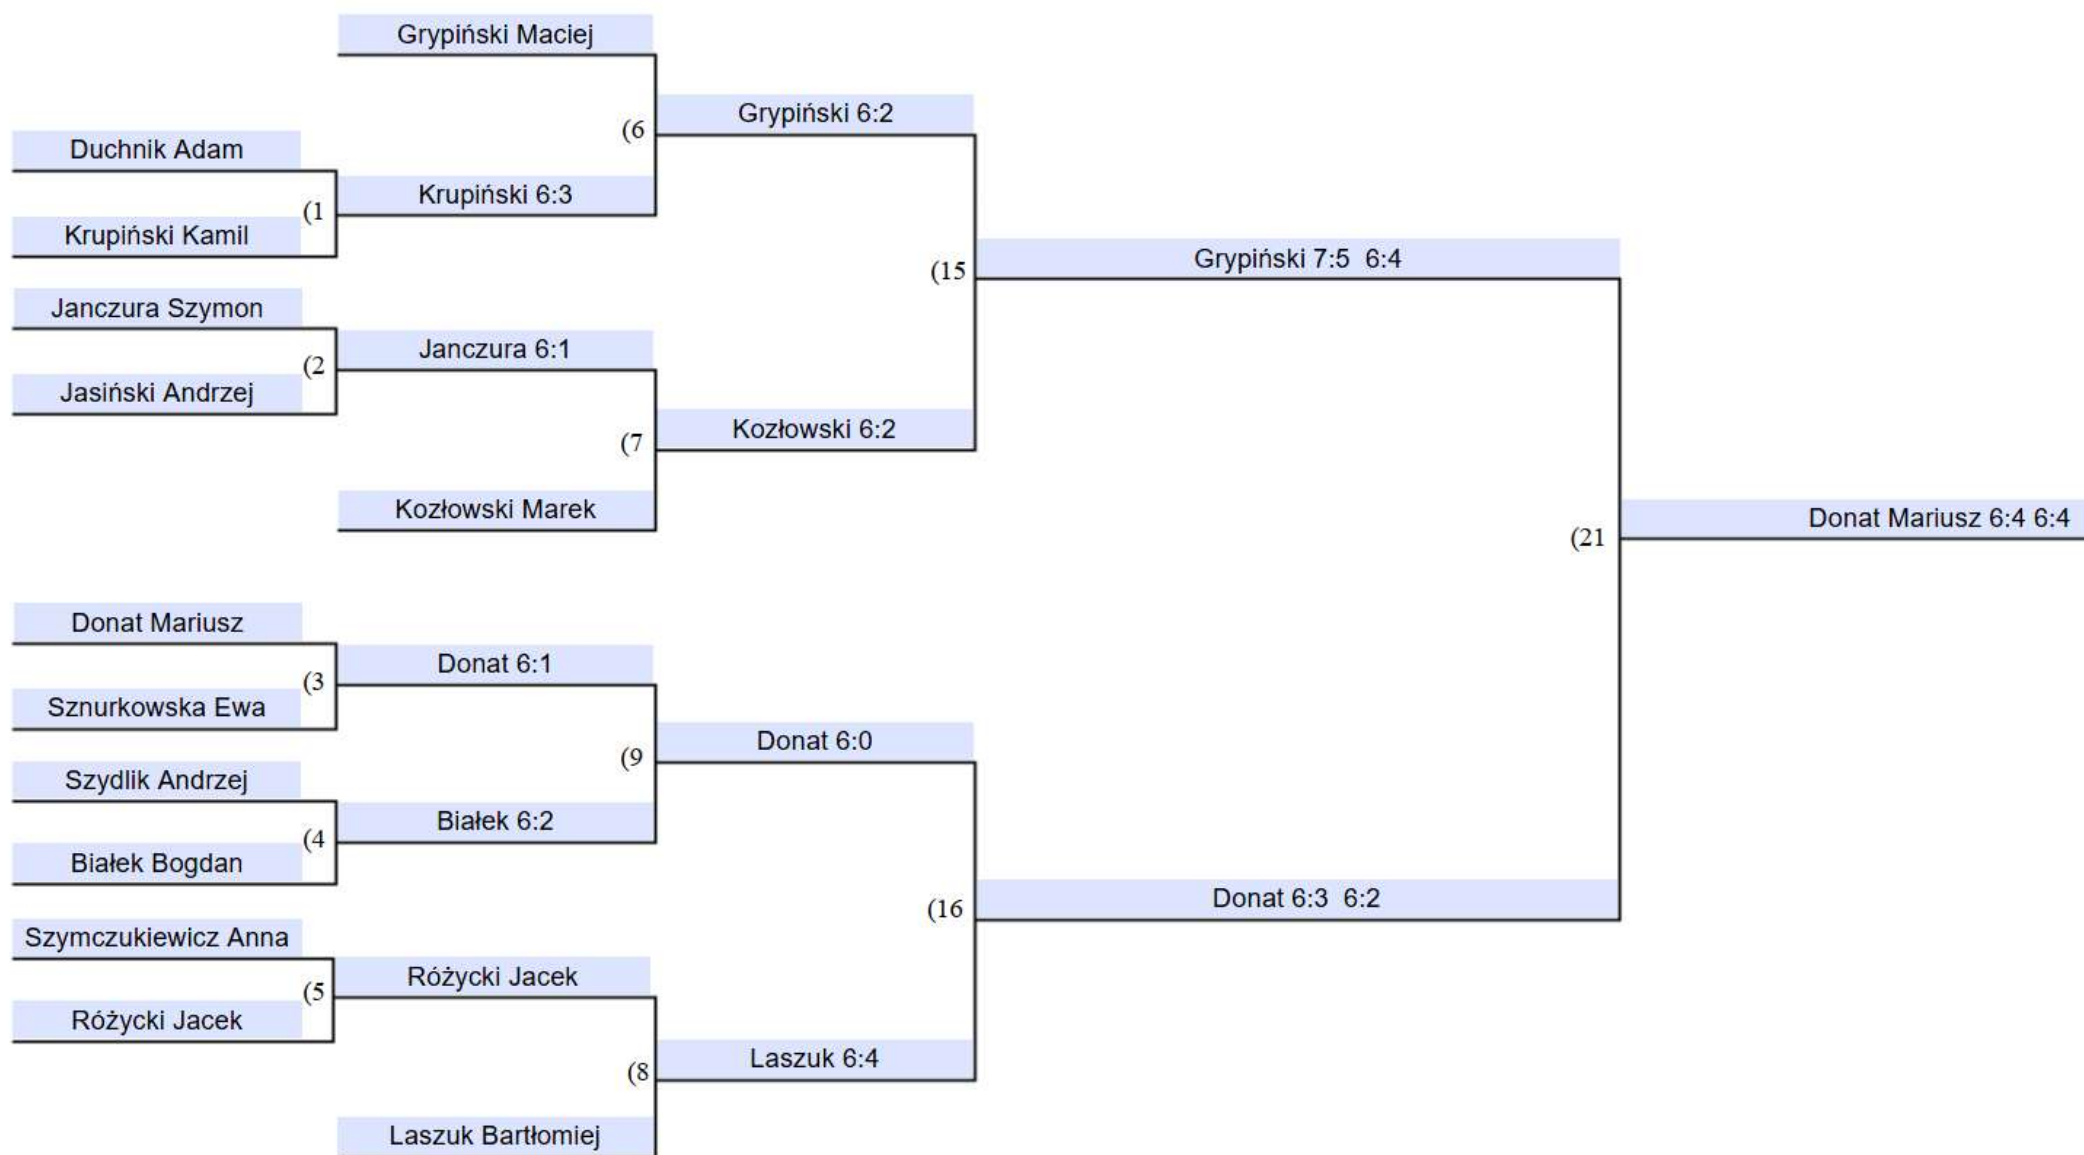 Grypiński Maciej
(6
Grypiński 6:2
Duchnik Adam
(1
Krupiński 6:3
Krupiński Kamil
(15
Grypiński 7:5  6:4
Janczura Szymon
(2
Janczura 6:1
Jasiński Andrzej
(7
Kozłowski 6:2
Kozłowski Marek
(21
Donat Mariusz 6:4 6:4
Donat Mariusz
(3
Donat 6:1
Sznurkowska Ewa
(9
Donat 6:0
Szydlik Andrzej
(4
Białek 6:2
Białek Bogdan
(16
Donat 6:3  6:2
Szymczukiewicz Anna
(5
Różycki Jacek
Różycki Jacek
(8
Laszuk 6:4
Laszuk Bartłomiej